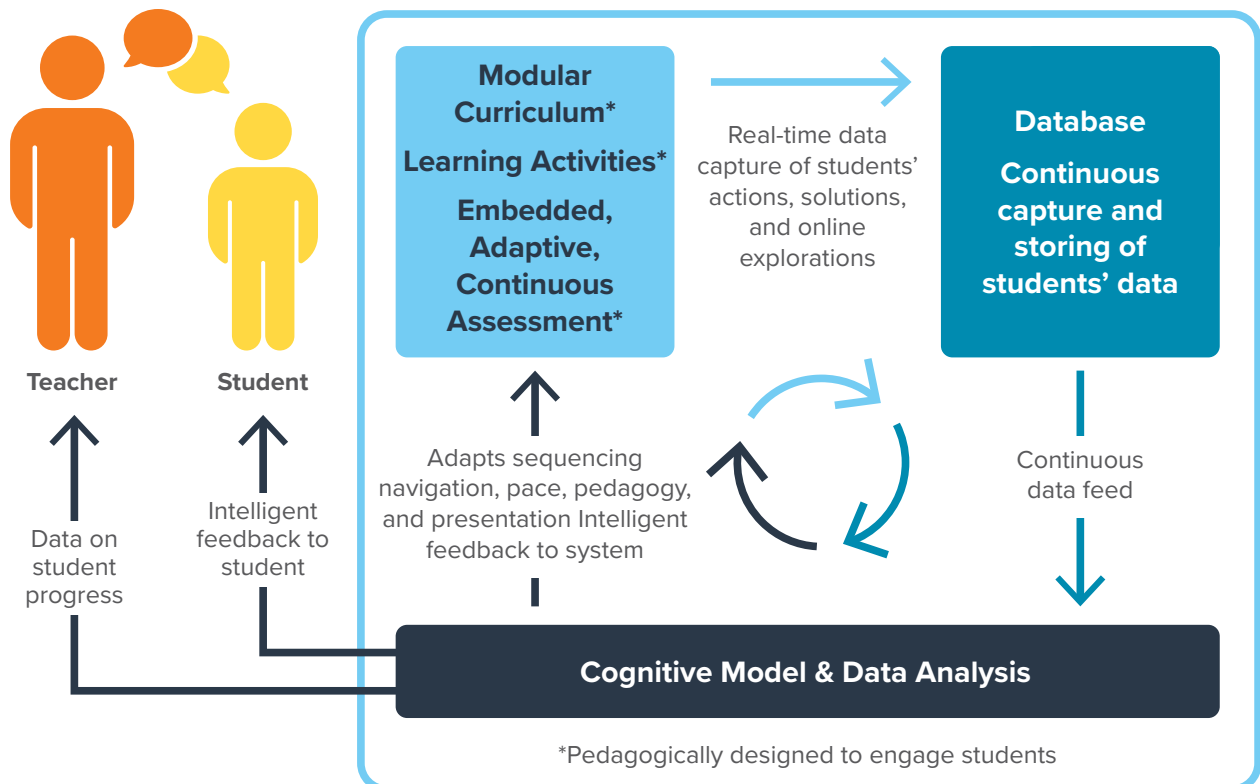 Modular
Curriculum*
Learning Activities*
Embedded,
Adaptive,
Continuous
Assessment*
Real-time data
capture of students’
actions, solutions,
and online
explorations
Database
Continuous
capture and
storing of
students’ data
Teacher
Student
Data on
student
progress
Intelligent
feedback to
student
Adapts sequencing
navigation, pace, pedagogy,
and presentation Intelligent
feedback to system
Continuous
data feed
Cognitive Model & Data Analysis
*Pedagogically designed to engage students